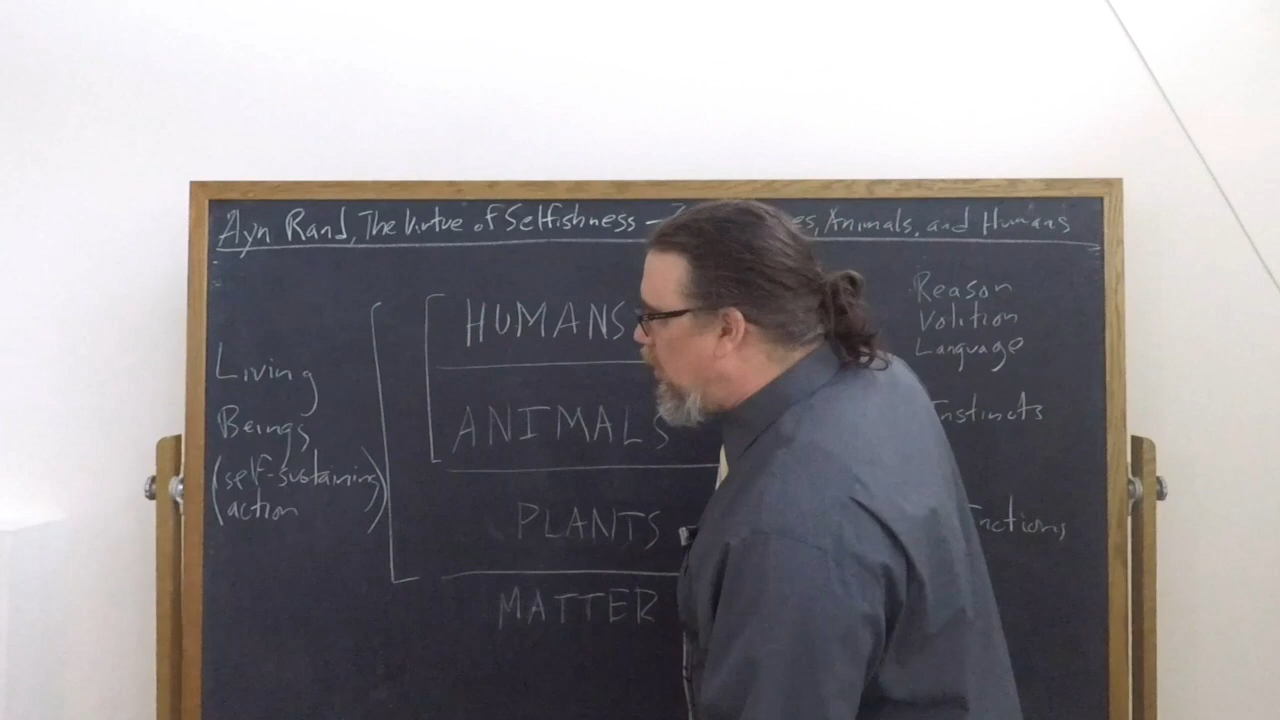 Ayn Rand, The Virtue of Selfishness – es, Animals, and Humans
HUMANS
Reason
Volition
Language
Living
Beings
(self-sustaining
action)
ANIMALS
Instincts
PLANTS
nctions
MATTER